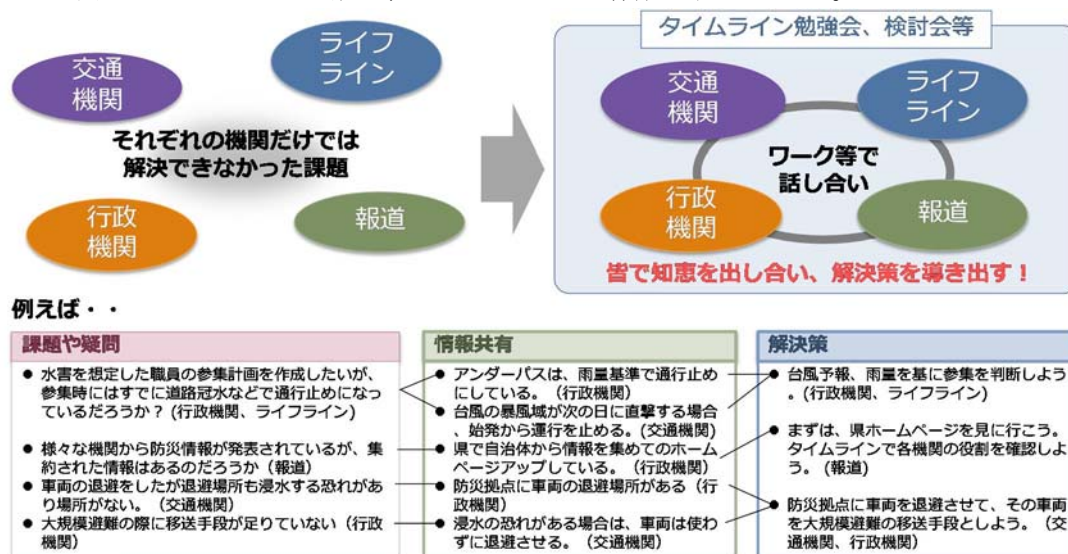 交通
機関
ライフ
ライン
それぞれの機関だけでは
解決できなかった課題
行政
機関
報道
タイムライン勉強会、検討会等
交通
機関
ライフ
ライン
ワーク等で
話し合い
行政
機関
報道
皆で知恵を出し合い、解決策を導き出す！
例えば・・
課題や疑問
● 水害を想定した職員の参集計画を作成したいが、
参集時にはすでに道路冠水などで通行止めになっ
ているだろうか？ (行政機関、ライフライン)
● 様々な機関から防災情報が発表されているが、集
約された情報はあるのだろうか（報道）
● 車両の退避をしたが退避場所も浸水する恐れがあ
り場所がない。（交通機関）
● 大規模避難の際に移送手段が足りていない（行政
機関）
情報共有
● アンダーパスは、雨量基準で通行止め
にしている。（行政機関）
● 台風の暴風域が次の日に直撃する場合
、始発から運行を止める。(交通機関)
● 県で自治体から情報を集めてのホーム
ページアップしている。（行政機関）
● 防災拠点に車両の退避場所がある（行
政機関）
● 浸水の恐れがある場合は、車両は使わ
ずに退避させる。（交通機関）
解決策
● 台風予報、雨量を基に参集を判断しよう
。(行政機関、ライフライン)
● まずは、県ホームページを見に行こう。
タイムラインで各機関の役割を確認しよ
う。 (報道)
● 防災拠点に車両を退避させて、その車両
を大規模避難の移送手段としよう。（交
通機関、行政機関）